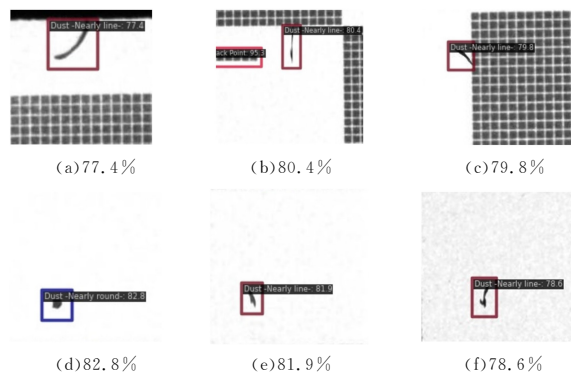 Dust -Nearly line-: 77.4
Dust -Nearly line-: 80.4
ack Point: 95.3
Dust -Nearly line-: 79.8
(a)77.4% (b)80.4% (c)79.8%
Dust -Nearly round-: 82.8
Dust -Nearly line-: 81.9
Dust -Nearly line-: 78.6
(d)82.8% (e)81.9% (f)78.6%